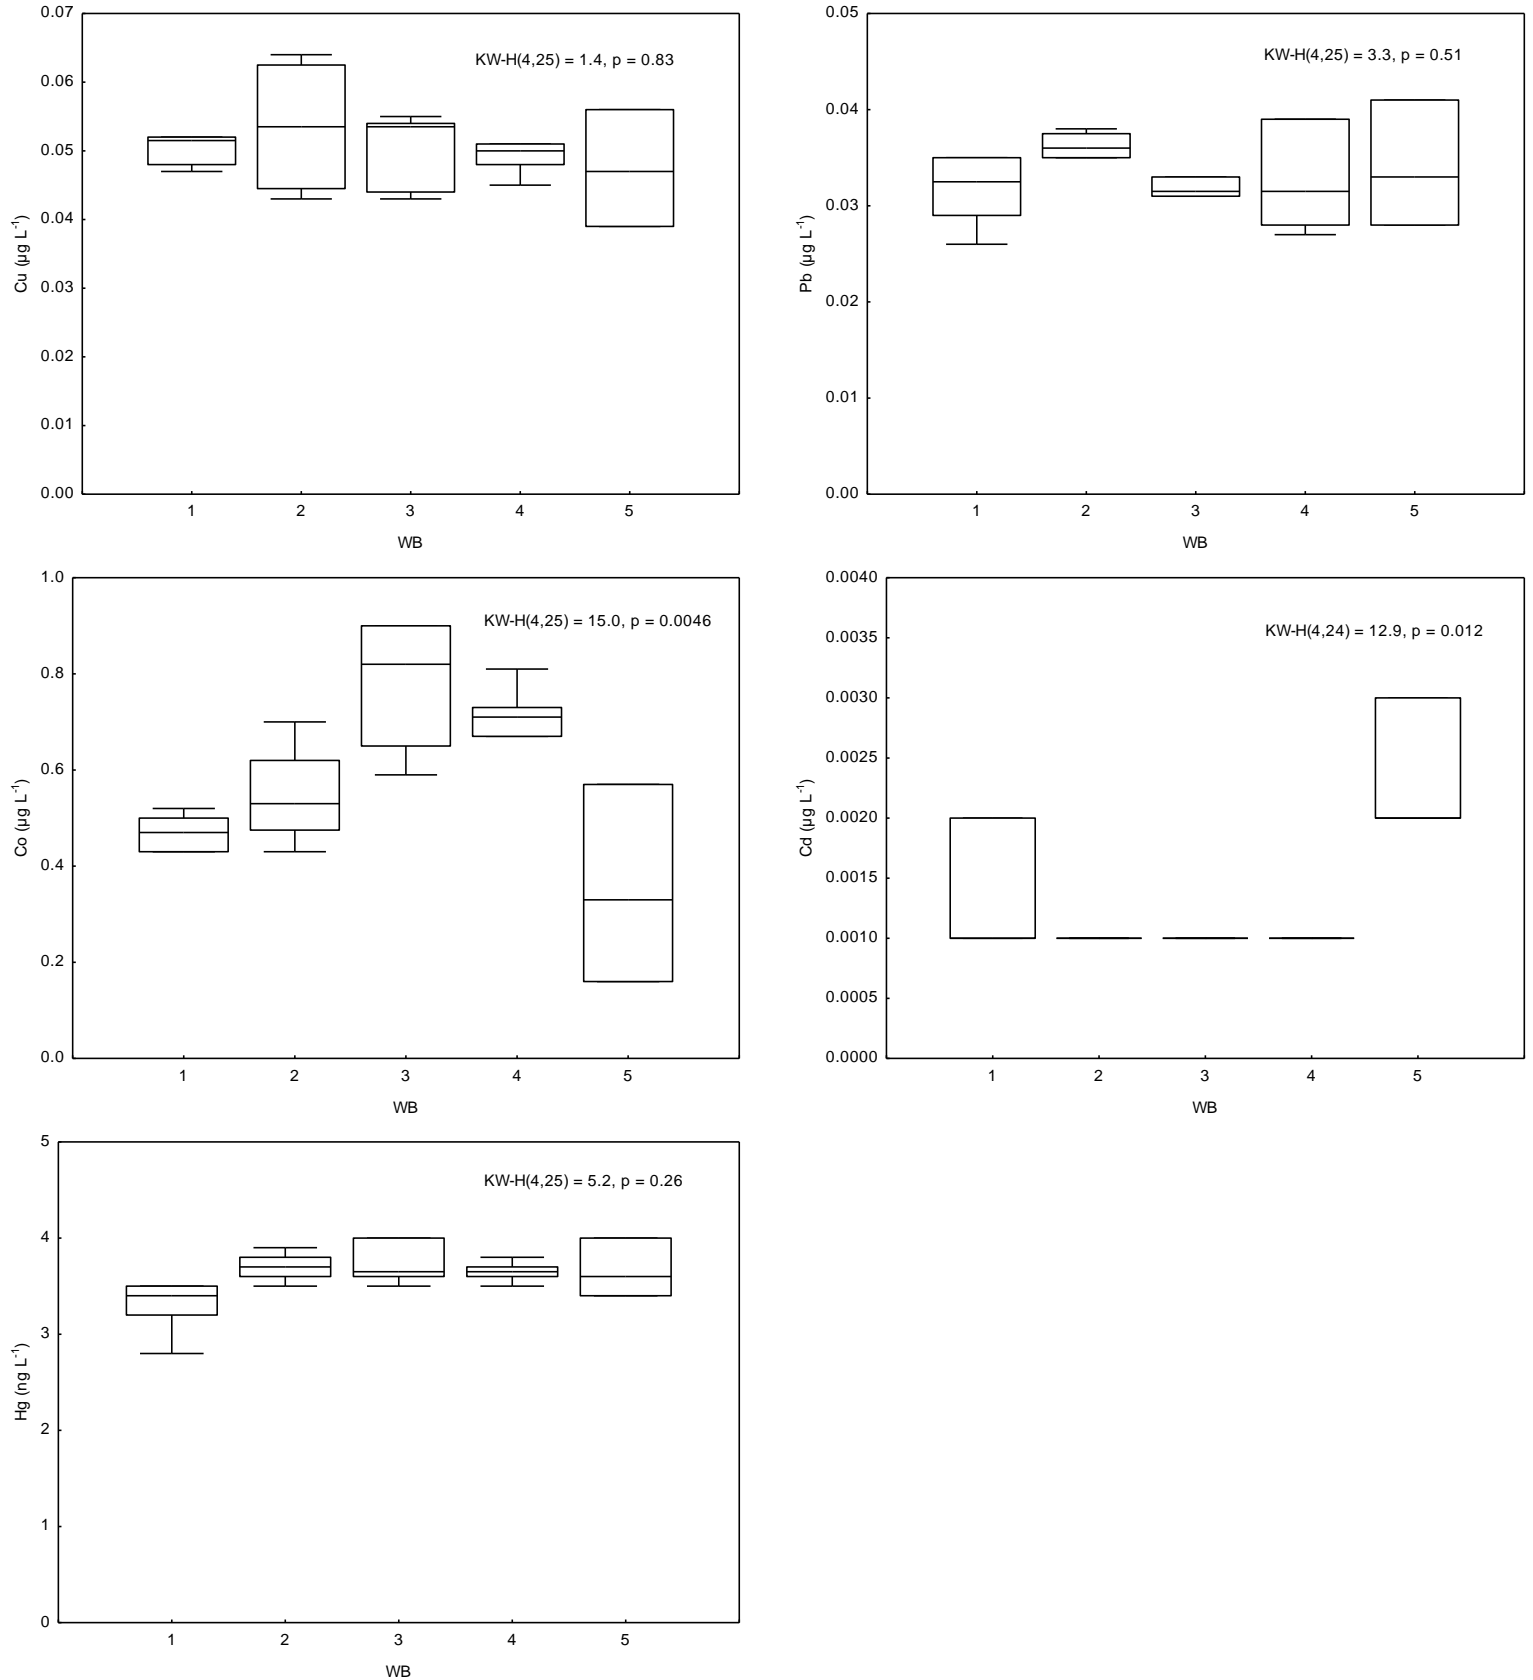 0.07
0.06
0.05
0.04
0.03
0.02
0.01
0.00
Cu (µg L⁻¹)
KW-H(4,25) = 1.4, p = 0.83
1 2 3 4 5
WB
0.05
0.04
0.03
0.02
0.01
0.00
Pb (µg L⁻¹)
KW-H(4,25) = 3.3, p = 0.51
1 2 3 4 5
WB
1.0
0.8
0.6
0.4
0.2
0.0
Co (µg L⁻¹)
KW-H(4,25) = 15.0, p = 0.0046
1 2 3 4 5
WB
0.0040
0.0035
0.0030
0.0025
0.0020
0.0015
0.0010
0.0005
0.0000
Cd (µg L⁻¹)
KW-H(4,24) = 12.9, p = 0.012
1 2 3 4 5
WB
5
4
3
2
1
0
Hg (ng L⁻¹)
KW-H(4,25) = 5.2, p = 0.26
1 2 3 4 5
WB